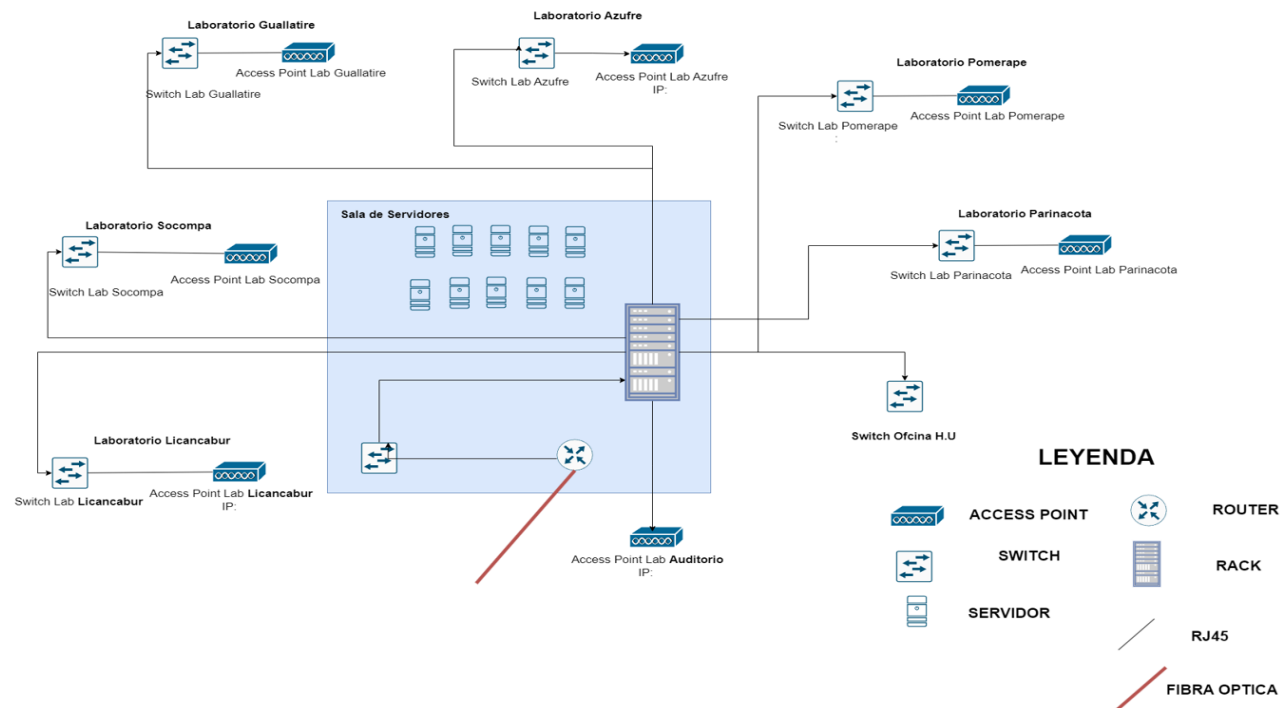 Laboratorio Guallatire
Access Point Lab Guallatire
Switch Lab Guallatire
Laboratorio Azufre
Switch Lab Azufre
Access Point Lab Azufre
IP:
Laboratorio Pomerape
Access Point Lab Pomerape
Switch Lab Pomerape
:
Laboratorio Socompa
Access Point Lab Socompa
Switch Lab Socompa
Sala de Servidores
Laboratorio Parinacota
Switch Lab Parinacota
Access Point Lab Parinacota
Laboratorio Licancabur
Switch Lab Licancabur
Access Point Lab Licancabur
IP:
Switch Ofcina H.U
Access Point Lab Auditorio
IP:
LEYENDA
ACCESS POINT
ROUTER
SWITCH
RACK
SERVIDOR
RJ45
FIBRA OPTICA